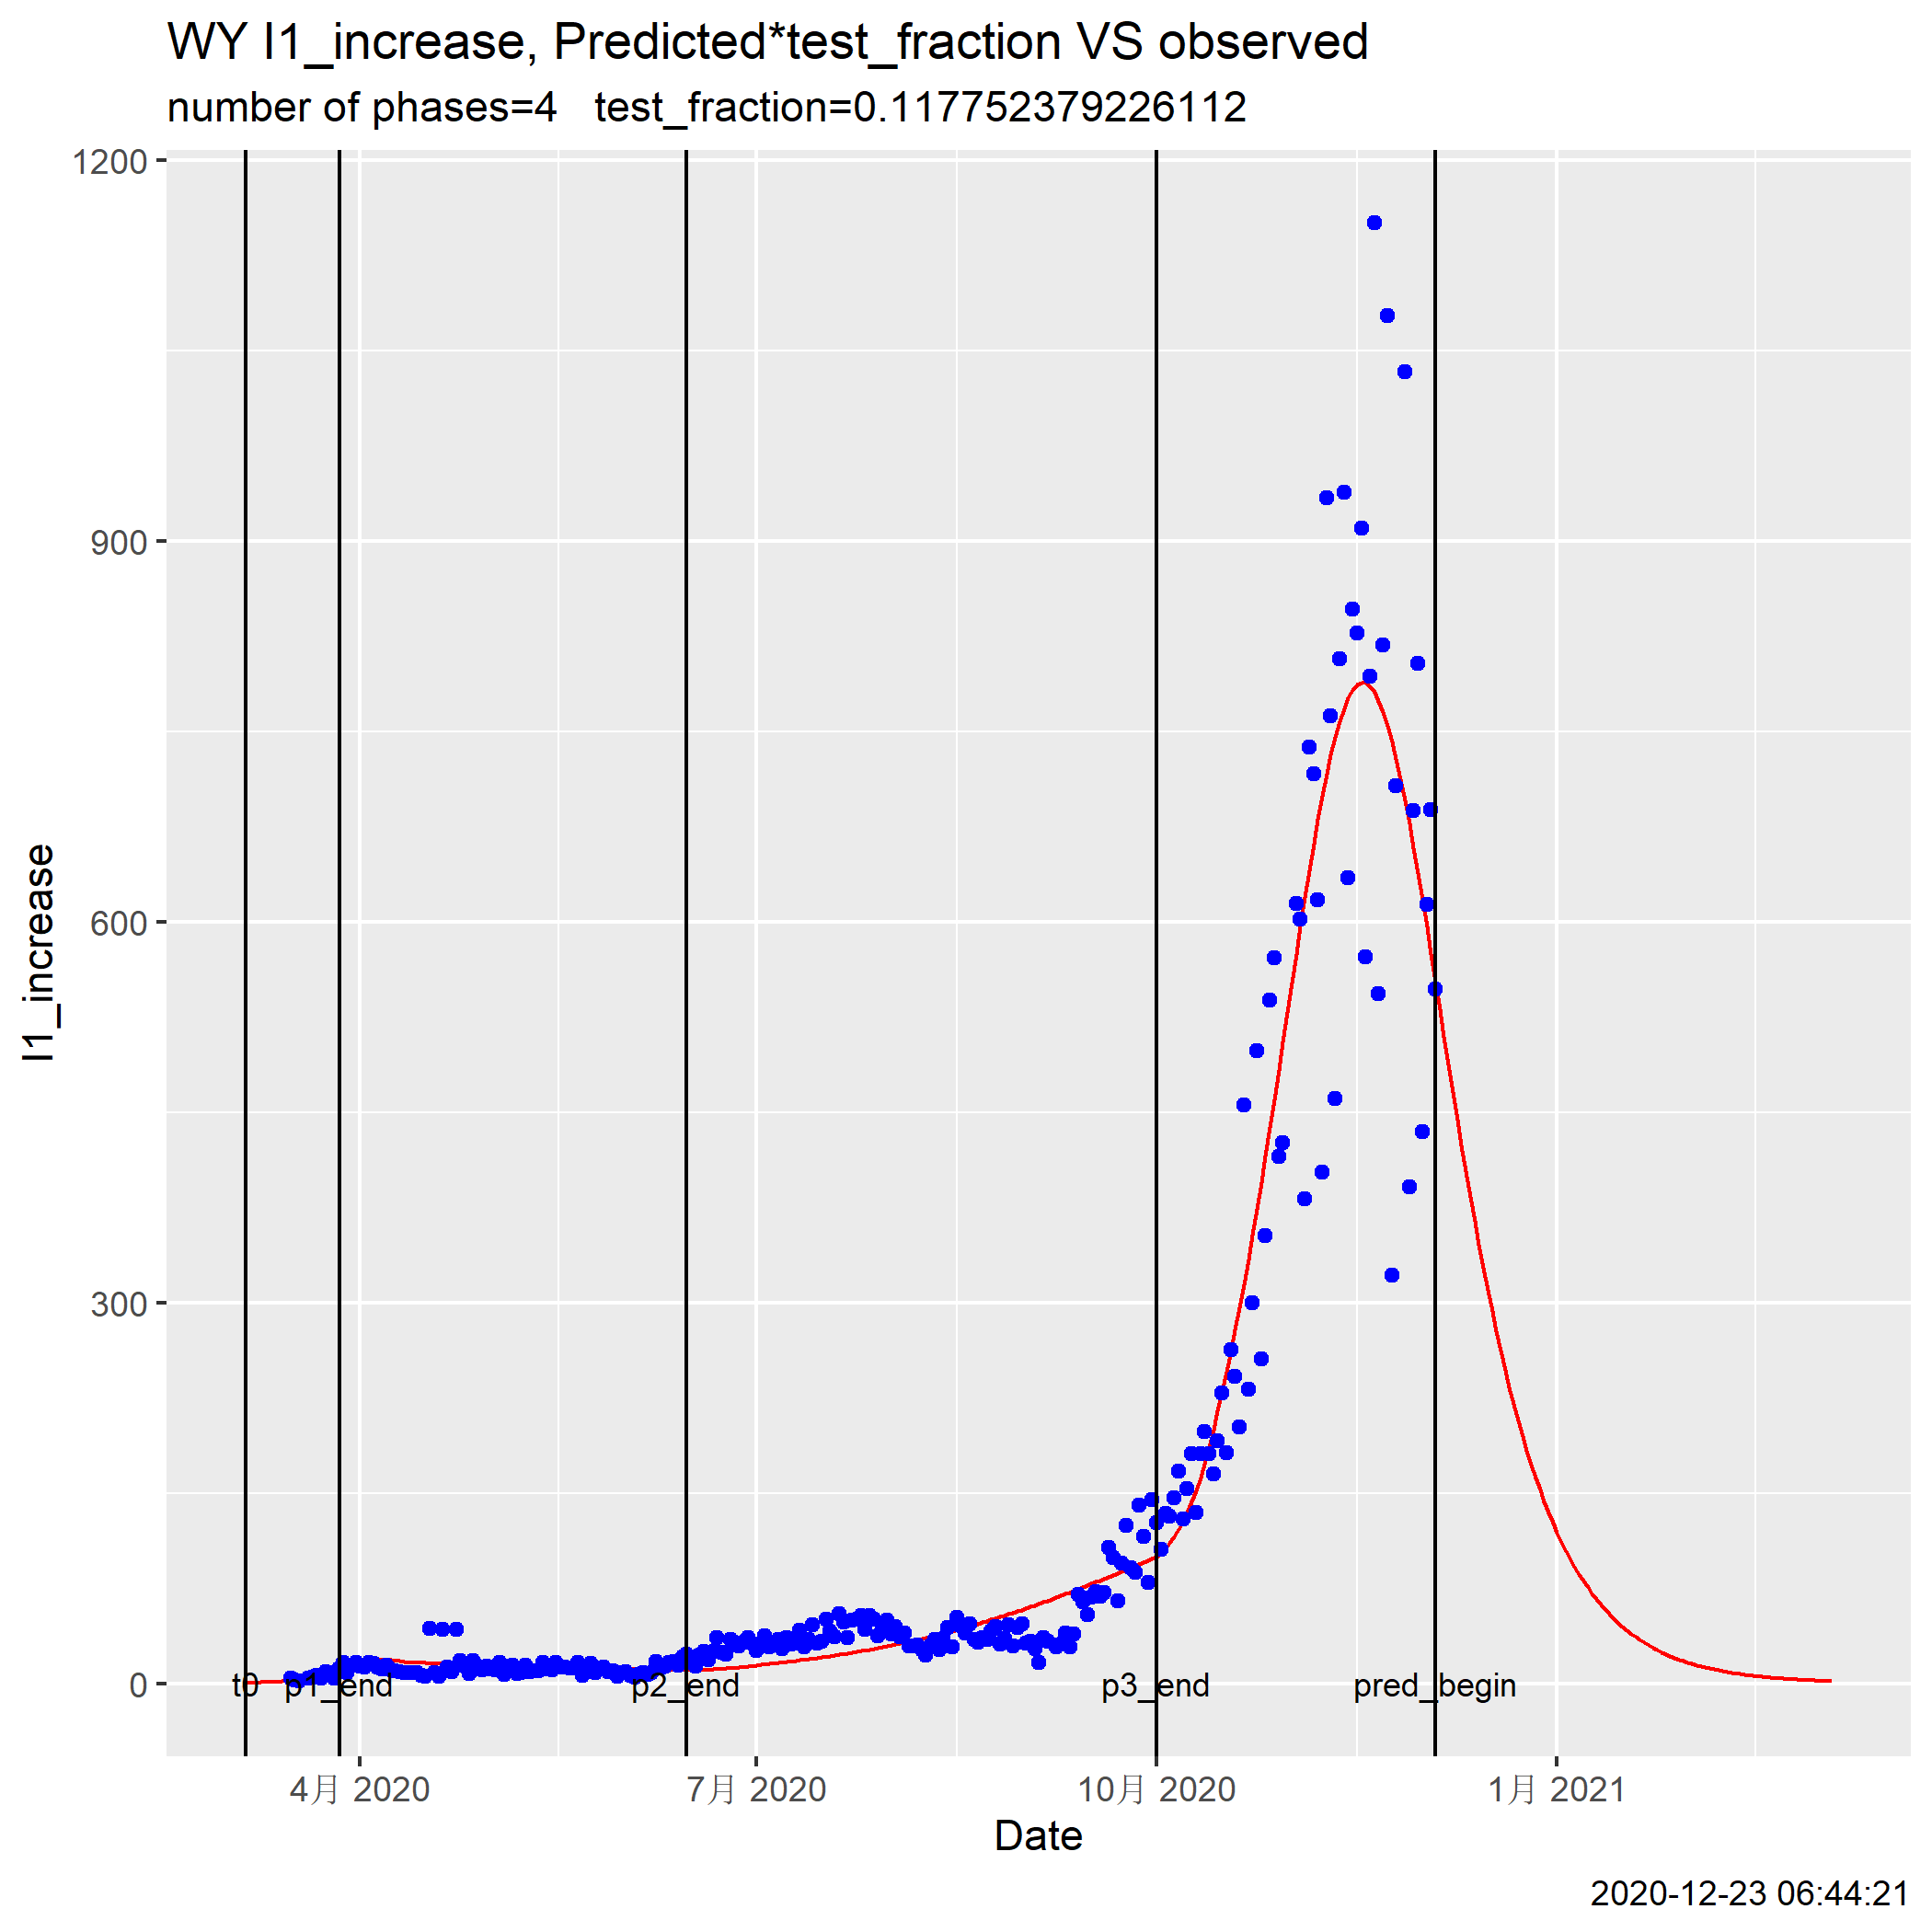 WY I1_increase, Predicted*test_fraction VS observed
number of phases=4   test_fraction=0.117752379226112
1200
900
600
300
0
I1_increase
t0 p1_end p2_end p3_end pred_begin
4月 2020 7月 2020 10月 2020 1月 2021
Date
2020-12-23 06:44:21